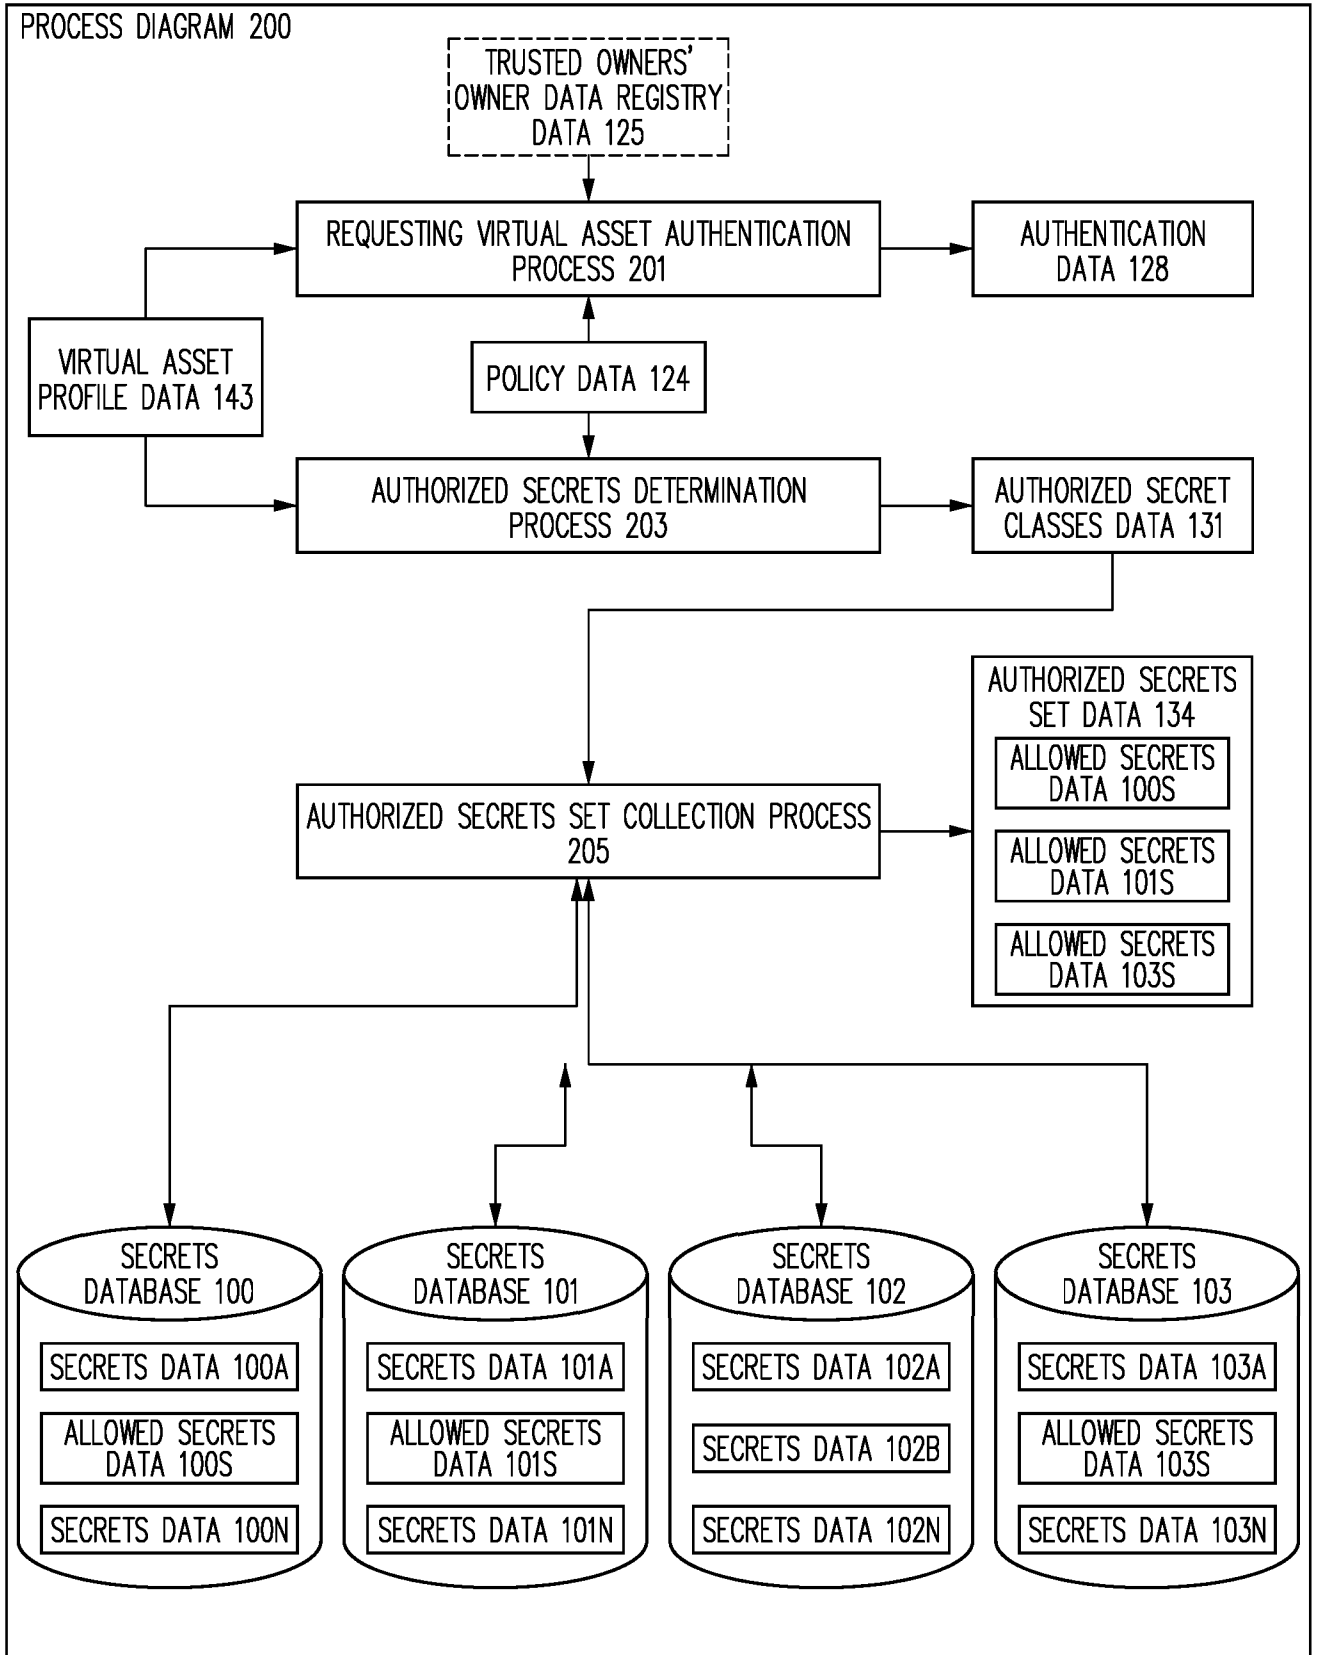 PROCESS DIAGRAM 200
TRUSTED OWNERS'
OWNER DATA REGISTRY
DATA 125
REQUESTING VIRTUAL ASSET AUTHENTICATION
PROCESS 201
AUTHENTICATION
DATA 128
VIRTUAL ASSET
PROFILE DATA 143
POLICY DATA 124
AUTHORIZED SECRETS DETERMINATION
PROCESS 203
AUTHORIZED SECRET
CLASSES DATA 131
AUTHORIZED SECRETS
SET DATA 134
ALLOWED SECRETS
DATA 100S
ALLOWED SECRETS
DATA 101S
ALLOWED SECRETS
DATA 103S
AUTHORIZED SECRETS SET COLLECTION PROCESS
205
SECRETS
DATABASE 100
SECRETS DATA 100A
ALLOWED SECRETS
DATA 100S
SECRETS DATA 100N
SECRETS
DATABASE 101
SECRETS DATA 101A
ALLOWED SECRETS
DATA 101S
SECRETS DATA 101N
SECRETS
DATABASE 102
SECRETS DATA 102A
SECRETS DATA 102B
SECRETS DATA 102N
SECRETS
DATABASE 103
SECRETS DATA 103A
ALLOWED SECRETS
DATA 103S
SECRETS DATA 103N